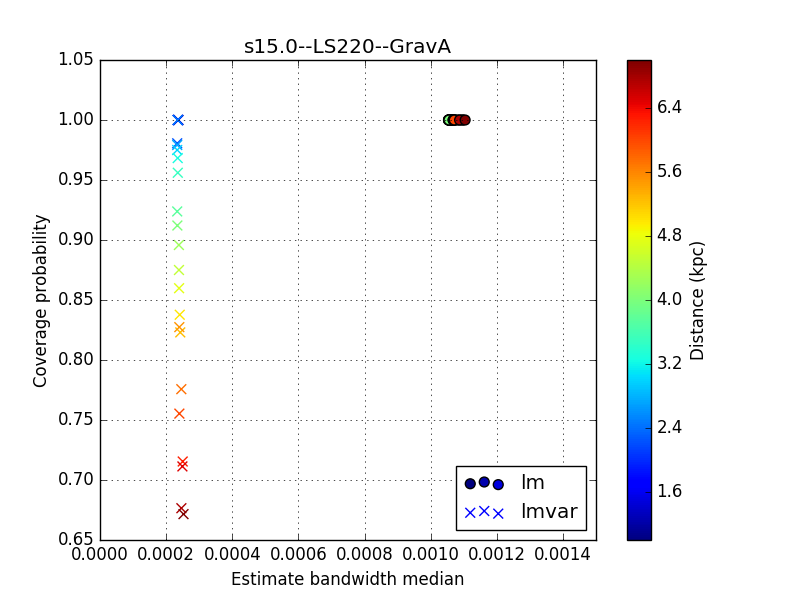 s15.0--LS220--GravA
1.05
1.00
0.95
0.90
0.85
0.80
0.75
0.70
0.65
Coverage probability
0.0000 0.0002 0.0004 0.0006 0.0008 0.0010 0.0012 0.0014
Estimate bandwidth median
lm
lmvar
6.4
5.6
4.8
4.0
3.2
2.4
1.6
Distance (kpc)